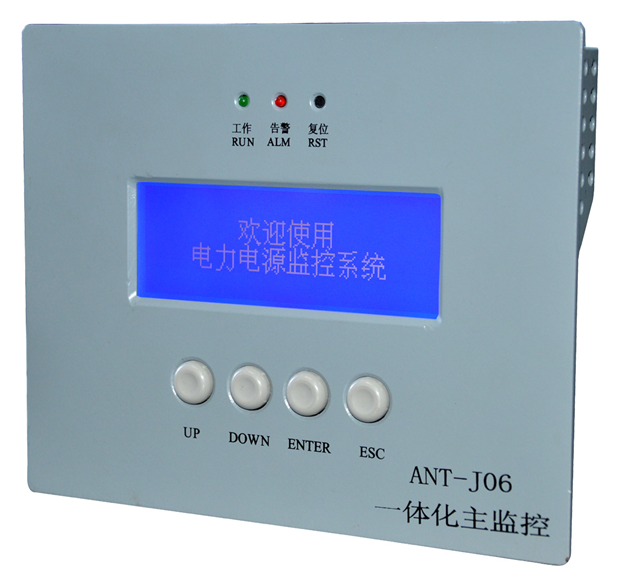 工作 告警 复位
RUN ALM RST
欢迎使用
电力电源监控系统
UP DOWN ENTER ESC
ANT-J06
一体化主监控